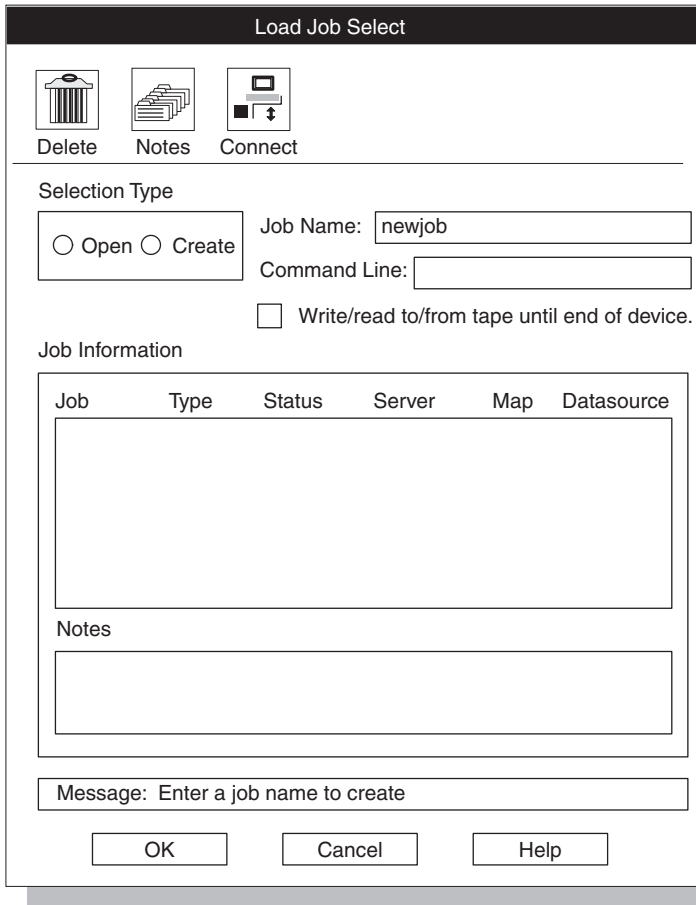 Load Job Select
Delete Notes Connect
Selection Type
Open Create
Job Name: newjob
Command Line:
Write/read to/from tape until end of device.
Job Information
Job Type Status Server Map Datasource
Notes
Message: Enter a job name to create
OK Cancel Help